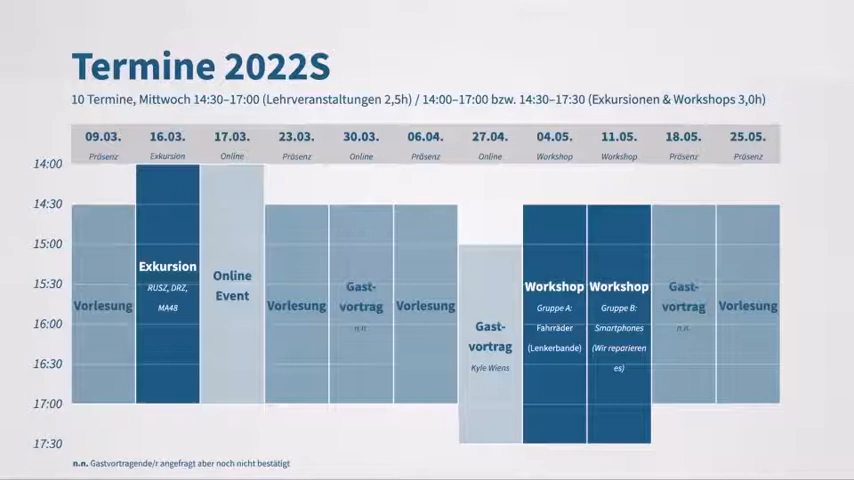 Termine 2022S
10 Termine, Mittwoch 14:30–17:00 (Lehrveranstaltungen 2,5h) / 14:00–17:00 bzw. 14:30–17:30 (Exkursionen & Workshops 3,0h)
09.03. 16.03. 17.03. 23.03. 30.03. 06.04. 27.04. 04.05. 11.05. 18.05. 25.05.
Präsenz Exkursion Online Präsenz Online Präsenz Online Workshop Workshop Präsenz Präsenz
14:00
14:30
15:00
15:30
16:00
16:30
17:00
17:30
Vorlesung
Exkursion
RUSZ, DRZ,
MA48
Online
Event
Vorlesung
Gast-
vortrag
n.n.
Vorlesung
Gast-
vortrag
Kyle Wiens
Workshop
Gruppe A:
Fahrräder
(Lenkerbande)
Workshop
Gruppe B:
Smartphones
(Wir reparieren
es)
Gast-
vortrag
n.n.
Vorlesung
n.n. Gastvortragende/r angefragt aber noch nicht bestätigt